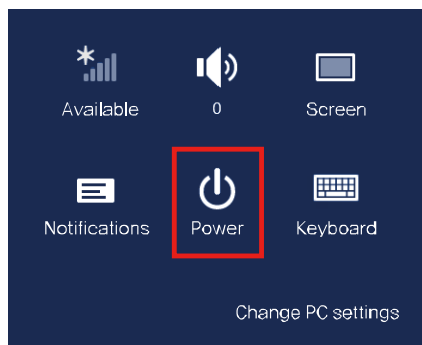 Available
0
Screen
Notifications
Power
Keyboard
Change PC settings